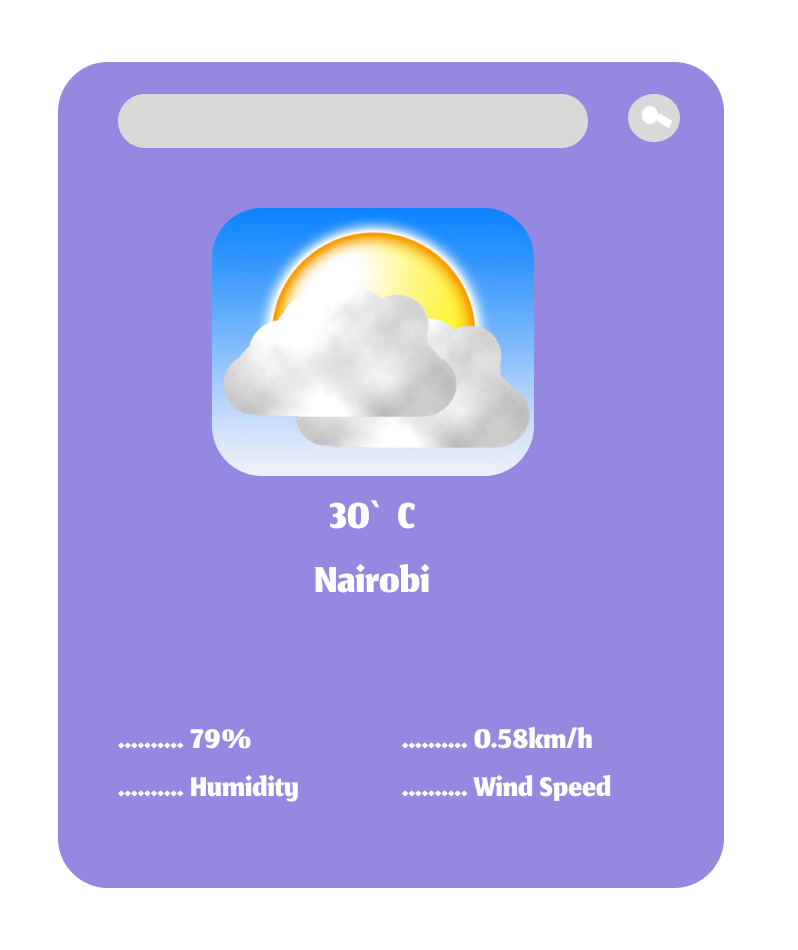 30` C
Nairobi
.......... 79% .......... 0.58km/h
.......... Humidity .......... Wind Speed